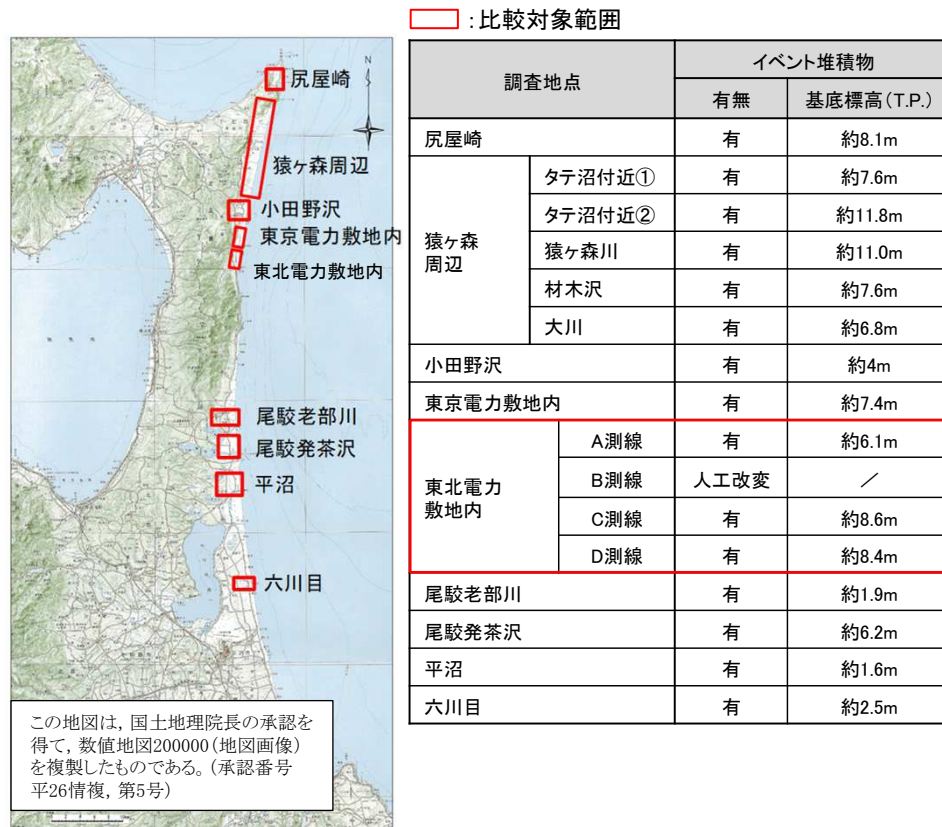 ：比較対象範囲
N
尻屋崎
猿ヶ森周辺
小田野沢
東京電力敷地内
東北電力敷地内
尾駮老部川
尾駮発茶沢
平沼
六川目
この地図は，国土地理院長の承認を
得て，数値地図200000（地図画像）
を複製したものである。（承認番号
平26情複，第5号）
調査地点 イベント堆積物
有無 基底標高（T.P.）
尻屋崎 有 約8.1m
猿ヶ森
周辺
タテ沼付近① 有 約7.6m
タテ沼付近② 有 約11.8m
猿ヶ森川 有 約11.0m
材木沢 有 約7.6m
大川 有 約6.8m
小田野沢 有 約4m
東京電力敷地内 有 約7.4m
東北電力
敷地内
A測線 有 約6.1m
B測線 人工改変 ／
C測線 有 約8.6m
D測線 有 約8.4m
尾駮老部川 有 約1.9m
尾駮発茶沢 有 約6.2m
平沼 有 約1.6m
六川目 有 約2.5m